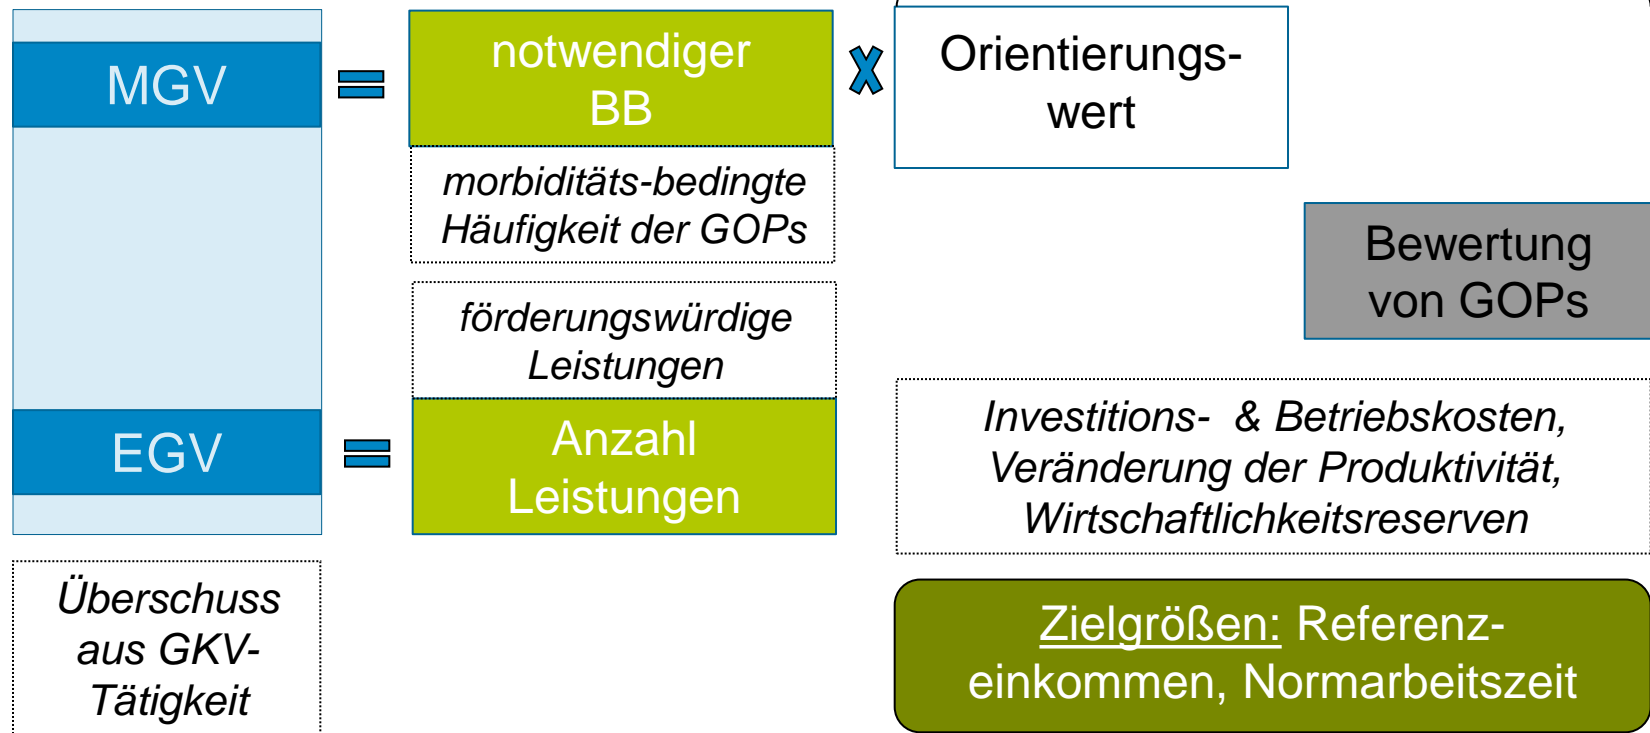 MGV
notwendiger
BB
Orientierungs-
wert
morbiditäts-bedingte
Häufigkeit der GOPs
Bewertung
von GOPs
förderungswürdige
Leistungen
EGV
Anzahl
Leistungen
Investitions- & Betriebskosten,
Veränderung der Produktivität,
Wirtschaftlichkeitsreserven
Überschuss
aus GKV-
Tätigkeit
Zielgrößen: Referenz-
einkommen, Normarbeitszeit